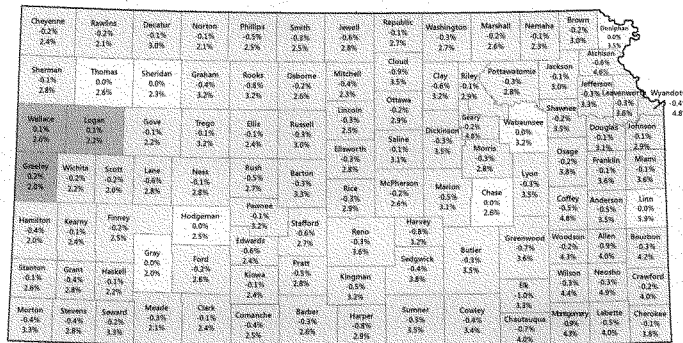 Cheyenne
-0.2%
2.4%
Rawlins
-0.2%
2.1%
Decatur
-0.1%
3.0%
Norton
-0.1%
2.1%
Phillips
-0.5%
2.5%
Smith
-0.3%
2.5%
Jewell
-0.6%
2.8%
Republic
-0.1%
2.7%
Washington
-0.3%
2.7%
Marshall
-0.2%
2.6%
Nemaha
-0.1%
2.3%
Brown
-0.2%
3.0%
Doniphan
0.0%
3.5%
Atchison
-0.6%
4.0%
Sherman
-0.1%
2.8%
Thomas
0.0%
2.6%
Sheridan
0.0%
2.3%
Graham
-0.4%
3.2%
Rooks
-0.8%
3.2%
Osborne
-0.2%
2.6%
Mitchell
-0.4%
2.3%
Cloud
-0.9%
3.5%
Clay
-0.6%
3.2%
Riley
0.1%
2.9%
Pottawatomie
-0.3%
2.8%
Jackson
-0.1%
3.0%
Jefferson
-0.3%
3.3%
Leavenworth
-0.3%
3.6%
Wyandotte
-0.4%
4.8%
Wallace
0.1%
2.0%
Logan
0.1%
2.2%
Gove
-0.1%
2.2%
Trego
-0.1%
3.2%
Ellis
-0.1%
2.4%
Russell
-0.3%
3.0%
Lincoln
-0.3%
2.5%
Ottawa
-0.2%
2.9%
Dickinson
-0.3%
3.5%
Geary
-0.2%
4.8%
Wabaunsee
0.0%
3.2%
Shawnee
-0.2%
3.5%
Douglas
-0.1%
3.1%
Johnson
-0.1%
2.9%
Ellsworth
-0.3%
2.8%
Saline
-0.1%
3.1%
Morris
-0.3%
2.8%
Osage
-0.2%
3.8%
Franklin
-0.1%
3.6%
Miami
-0.1%
3.6%
Greeley
0.2%
2.0%
Wichita
-0.2%
2.2%
Scott
-0.2%
2.0%
Lane
-0.6%
2.8%
Ness
-0.1%
2.8%
Rush
-0.5%
2.7%
Barton
-0.3%
3.3%
Rice
-0.3%
2.9%
McPherson
-0.2%
2.6%
Marion
-0.5%
3.1%
Chase
0.0%
2.6%
Lyon
-0.3%
3.5%
Coffey
-0.5%
4.8%
Anderson
-0.5%
3.5%
Linn
0.0%
5.9%
Hamilton
-0.4%
2.0%
Kearny
-0.1%
2.4%
Finney
-0.2%
2.5%
Hodgeman
0.0%
2.5%
Pawnee
-0.1%
3.2%
Stafford
-0.6%
2.7%
Reno
-0.3%
3.6%
Harvey
-0.8%
3.2%
Butler
-0.3%
3.5%
Greenwood
-0.7%
3.6%
Woodson
-0.2%
4.3%
Allen
-0.9%
4.0%
Bourbon
-0.3%
4.2%
Gray
0.0%
2.0%
Ford
-0.2%
2.6%
Edwards
-0.6%
2.4%
Pratt
-0.5%
2.8%
Kingman
-0.5%
3.2%
Sedgwick
-0.4%
3.8%
Stanton
-0.1%
2.6%
Grant
-0.4%
2.8%
Haskell
-0.1%
2.2%
Kiowa
-0.1%
2.4%
Elk
1.0%
3.3%
Wilson
-0.3%
4.4%
Neosho
-0.3%
4.9%
Crawford
-0.2%
4.0%
Morton
-0.4%
3.3%
Stevens
-0.4%
2.8%
Seward
-0.2%
3.3%
Meade
-0.3%
2.1%
Clark
-0.1%
2.4%
Comanche
-0.4%
2.5%
Barber
-0.3%
2.6%
Harper
-0.8%
2.9%
Sumner
-0.3%
3.5%
Cowley
-0.4%
3.4%
Chautauqua
0.7%
4.0%
Montgomery
0.9%
4.3%
Labette
-0.5%
4.0%
Cherokee
-0.1%
3.8%